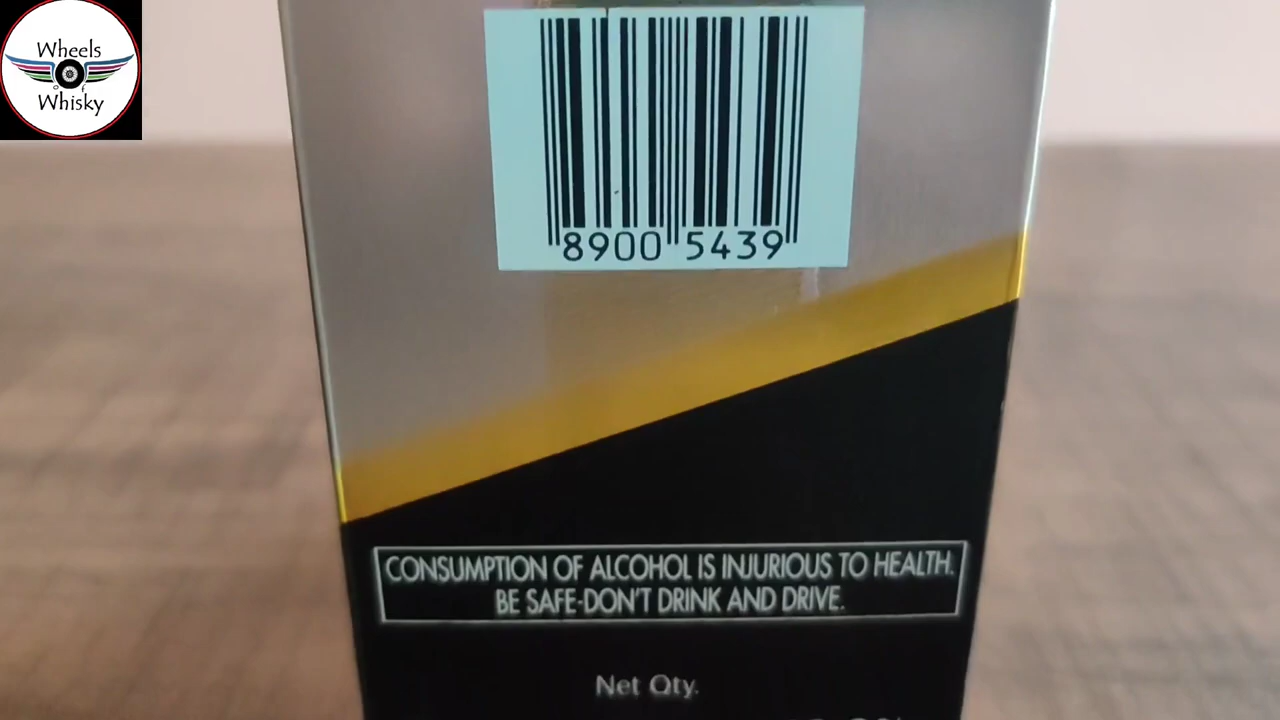 Wheels
of
Whisky
8900 5439
CONSUMPTION OF ALCOHOL IS INJURIOUS TO HEALTH.
BE SAFE-DON'T DRINK AND DRIVE.
Net Qty.